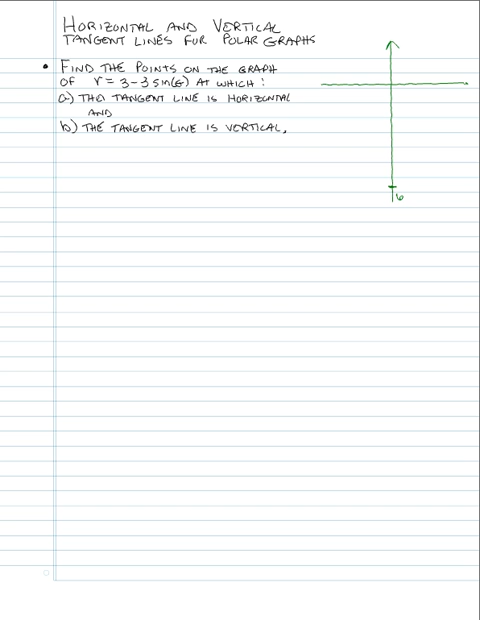 HORIZONTAL AND VERTICAL
TANGENT LINES FOR POLAR GRAPHS
• FIND THE POINTS ON THE GRAPH
OF r = 3 - 3 sin(θ) AT WHICH :
a) THE TANGENT LINE IS HORIZONTAL
AND
b) THE TANGENT LINE IS VERTICAL.
6